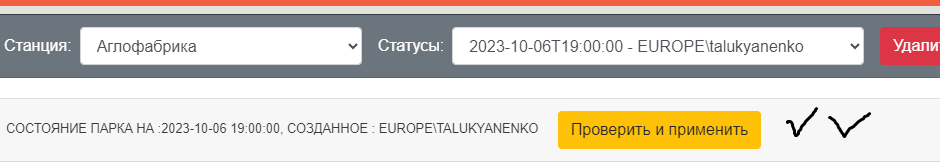 Станция: Аглофабрика Статусы: 2023-10-06T19:00:00 - EUROPE\talukyanenko Удали
СОСТОЯНИЕ ПАРКА НА :2023-10-06 19:00:00, СОЗДАННОЕ : EUROPE\TALUKYANENKO Проверить и применить